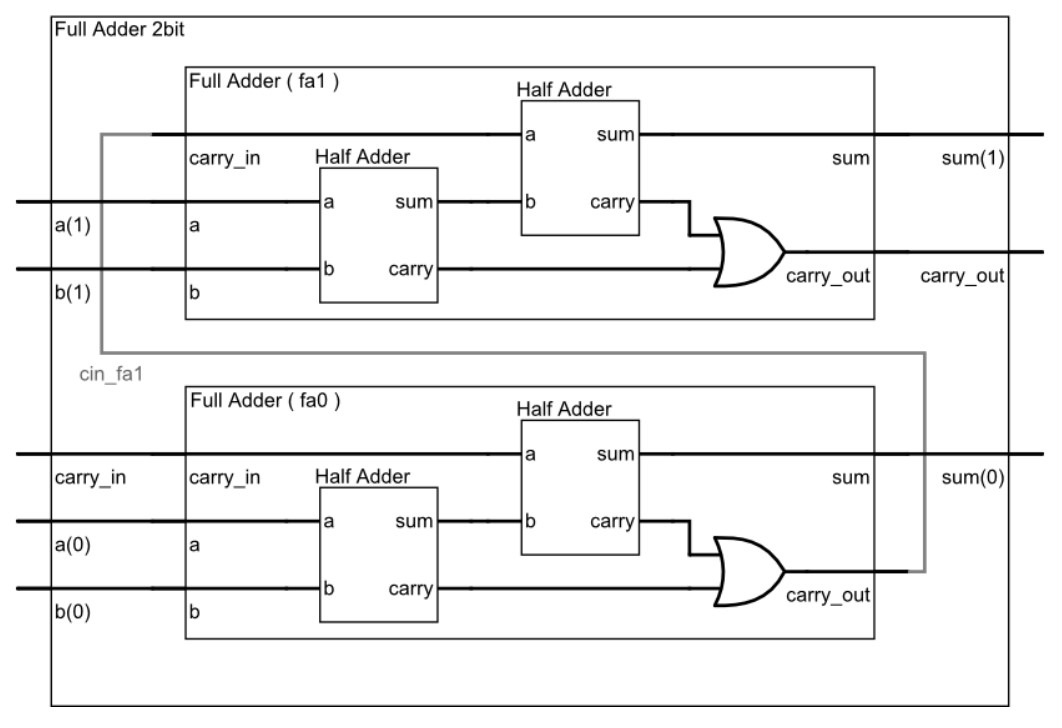 Full Adder 2bit
Full Adder ( fa1 )
Half Adder
a
sum
carry_in
Half Adder
sum
sum(1)
a
sum
b
carry
a(1)
a
b
carry
carry_out
carry_out
b(1)
b
cin_fa1
Full Adder ( fa0 )
Half Adder
a
sum
carry_in
carry_in
Half Adder
sum
sum(0)
a
sum
b
carry
a(0)
a
b
carry
carry_out
b(0)
b